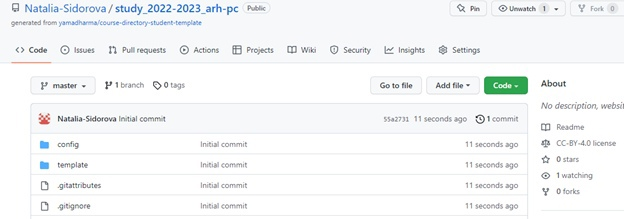 Natalia-Sidorova / study_2022-2023_arh-pc Public
Pin Unwatch 1 Fork 0
generated from yamadharma/course-directory-student-template
Code Issues Pull requests Actions Projects Wiki Security Insights Settings
master 1 branch 0 tags Go to file Add file Code
About
Natalia-Sidorova Initial commit 55a2731 11 seconds ago 1 commit
No description, websit
config Initial commit 11 seconds ago
Readme
CC-BY-4.0 license
template Initial commit 11 seconds ago
0 stars
.gitattributes Initial commit 11 seconds ago
1 watching
0 forks
.gitignore Initial commit 11 seconds ago